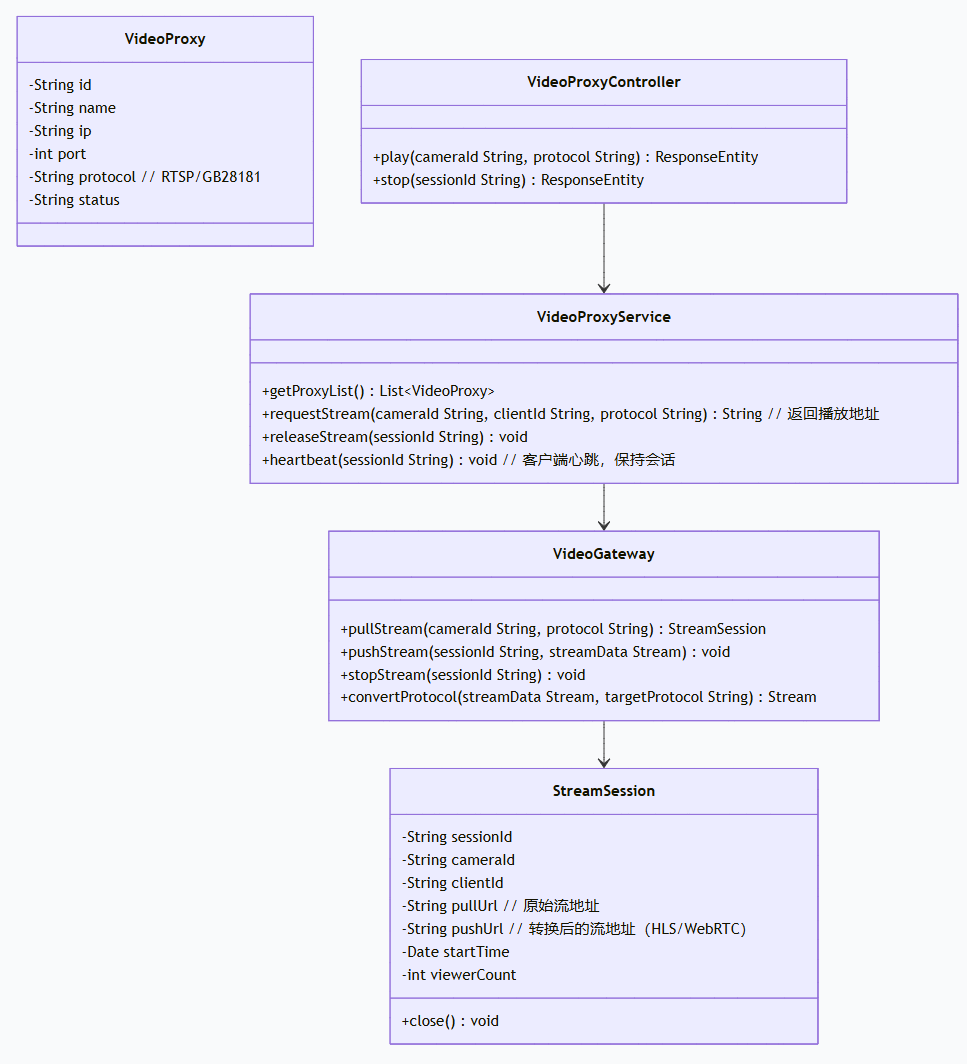 VideoProxy
-String id
-String name
-String ip
-int port
-String protocol // RTSP/GB28181
-String status
VideoProxyController
+play(cameraId String, protocol String) : ResponseEntity
+stop(sessionId String) : ResponseEntity
VideoProxyService
+getProxyList() : List<VideoProxy>
+requestStream(cameraId String, clientId String, protocol String) : String // 返回播放地址
+releaseStream(sessionId String) : void
+heartbeat(sessionId String) : void // 客户端心跳，保持会话
VideoGateway
+pullStream(cameraId String, protocol String) : StreamSession
+pushStream(sessionId String, streamData Stream) : void
+stopStream(sessionId String) : void
+convertProtocol(streamData Stream, targetProtocol String) : Stream
StreamSession
-String sessionId
-String cameraId
-String clientId
-String pullUrl // 原始流地址
-String pushUrl // 转换后的流地址（HLS/WebRTC）
-Date startTime
-int viewerCount
+close() : void